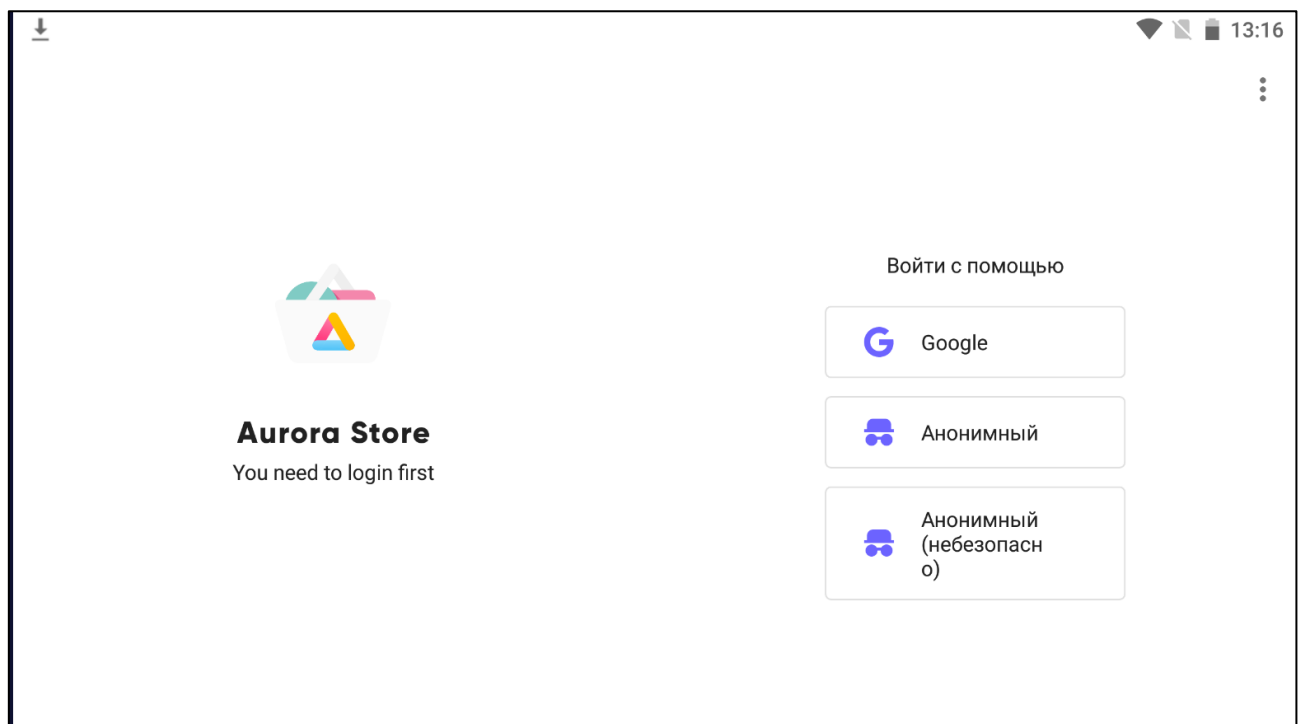 13:16
Aurora Store
You need to login first
Войти с помощью
Google
Анонимный
Анонимный
(небезопасн
о)